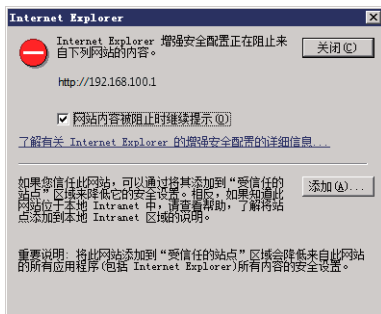 Internet Explorer
Internet Explorer 增强安全配置正在阻止来
自下列网站的内容。
关闭(C)
http://192.168.100.1
网站内容被阻止时继续提示(O)
了解有关 Internet Explorer 的增强安全配置的详细信
息...
如果您信任此网站，可以通过将其添加到“受信任的
站点”区域来降低它的安全设置。相反，如果知道此
网站位于本地 Intranet 中，请查看帮助，了解将站
点添加到本地 Intranet 区域的说明。
添加(A)...
重要说明: 将此网站添加到“受信任的站点”区域会降低来自此网站
的所有应用程序(包括 Internet Explorer)所有内容的安全设置。